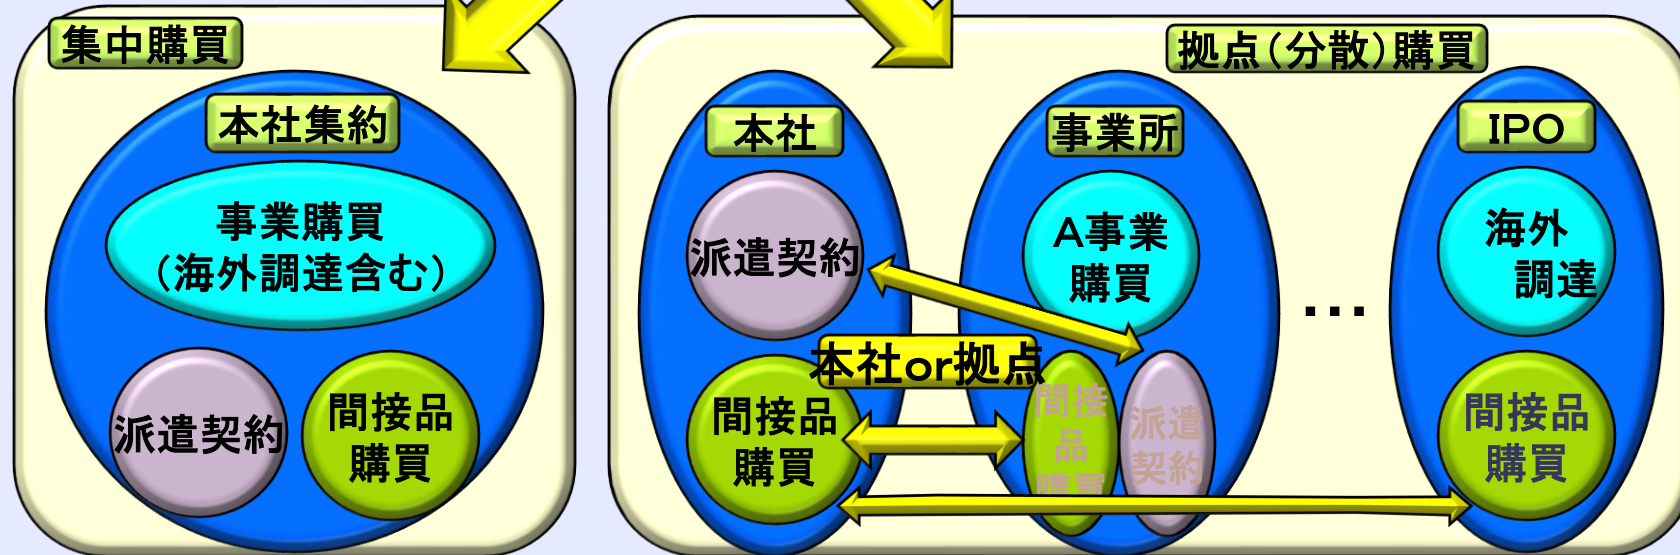 集中購買
本社集約
事業購買
（海外調達含む）
派遣契約
間接品
購買
拠点（分散）購買
本社
派遣契約
本社or拠点
間接品
購買
事業所
A事業
購買
間接
品
購買
派遣
契約
...
IPO
海外
調達
間接品
購買